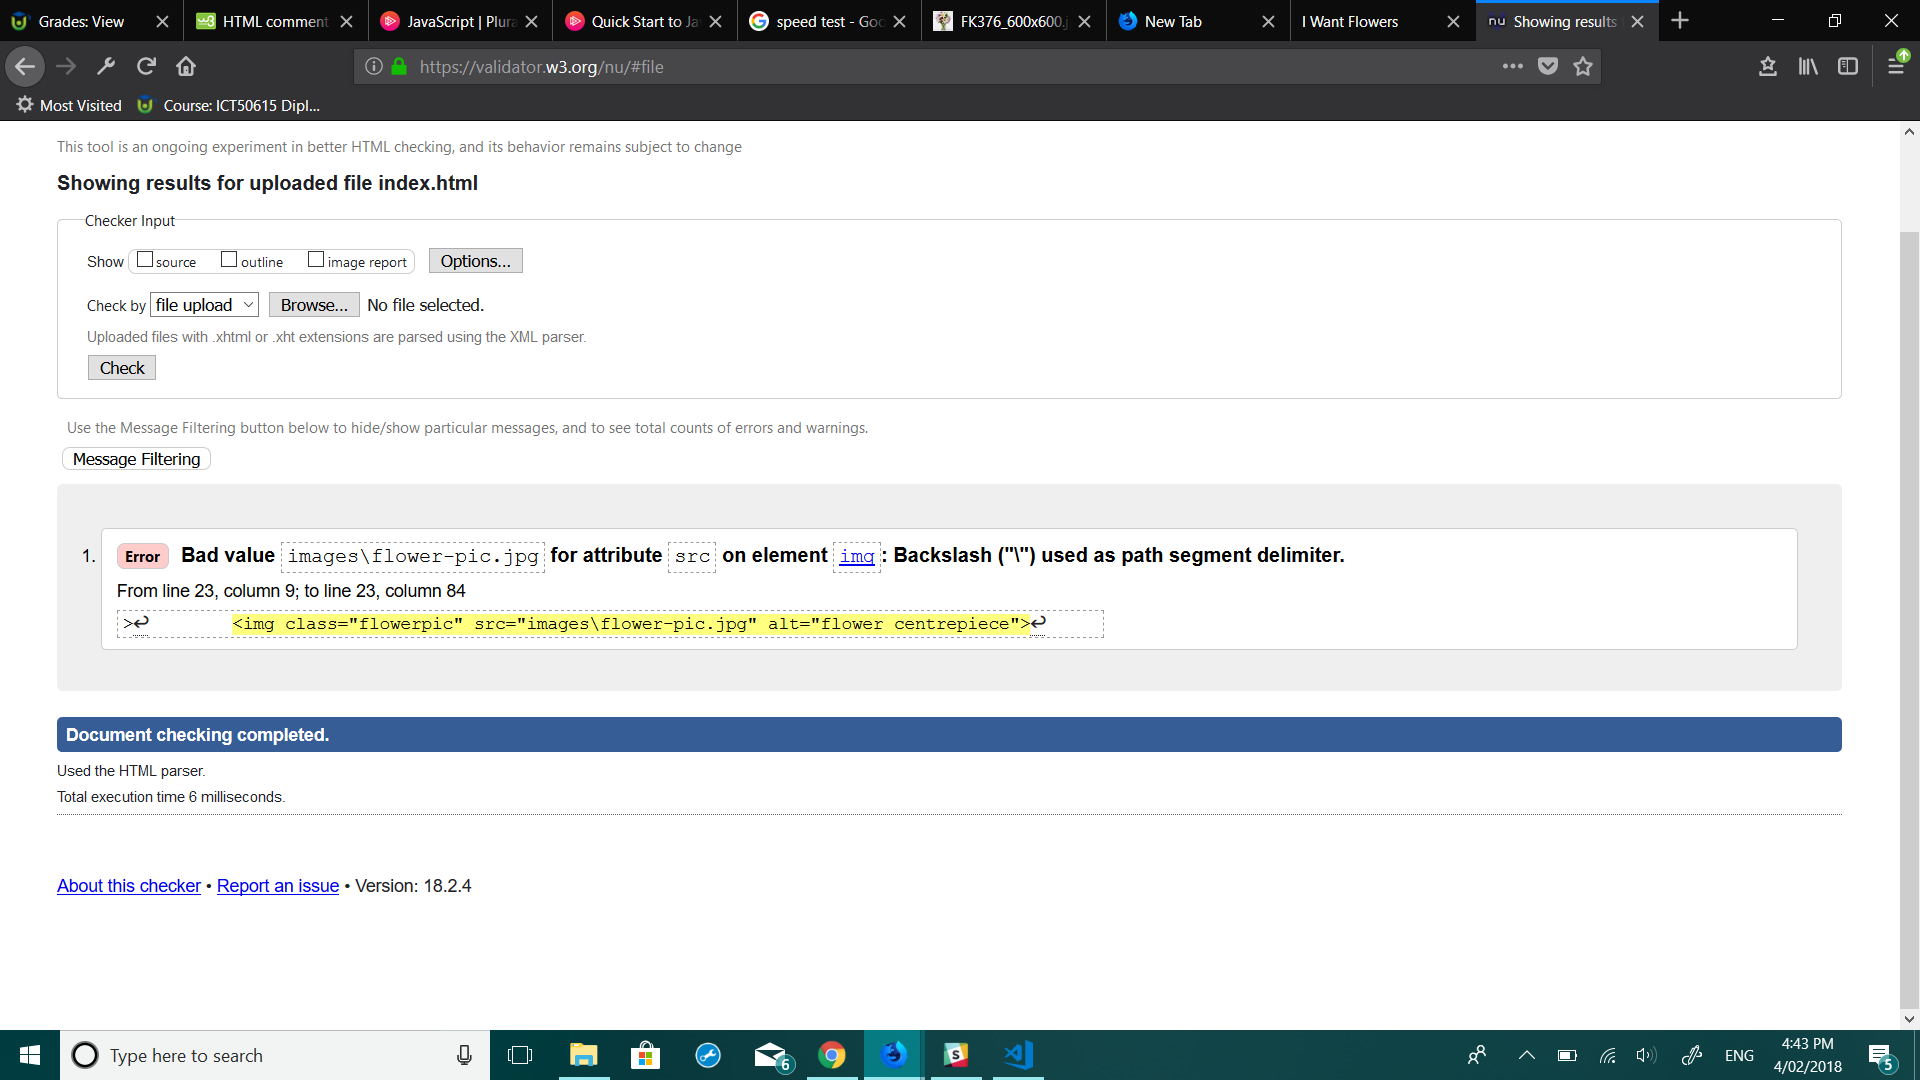 Grades: View
HTML comment
JavaScript | Plura
Quick Start to Ja
speed test - Goo
FK376_600x600.j
New Tab
I Want Flowers
nu Showing results
https://validator.w3.org/nu/#file
Most Visited
Course: ICT50615 Dipl...
This tool is an ongoing experiment in better HTML checking, and its behavior remains subject to change
Showing results for uploaded file index.html
Checker Input
Show source outline image report Options...
Check by file upload Browse... No file selected.
Uploaded files with .xhtml or .xht extensions are parsed using the XML parser.
Check
Use the Message Filtering button below to hide/show particular messages, and to see total counts of errors and warnings.
Message Filtering
1. Error Bad value images\flower-pic.jpg for attribute src on element img: Backslash ("\") used as path segment delimiter.
From line 23, column 9; to line 23, column 84
>↩ <img class="flowerpic" src="images\flower-pic.jpg" alt="flower centrepiece">↩
Document checking completed.
Used the HTML parser.
Total execution time 6 milliseconds.
About this checker • Report an issue • Version: 18.2.4
Type here to search
6
S
ENG
4:43 PM
4/02/2018
5